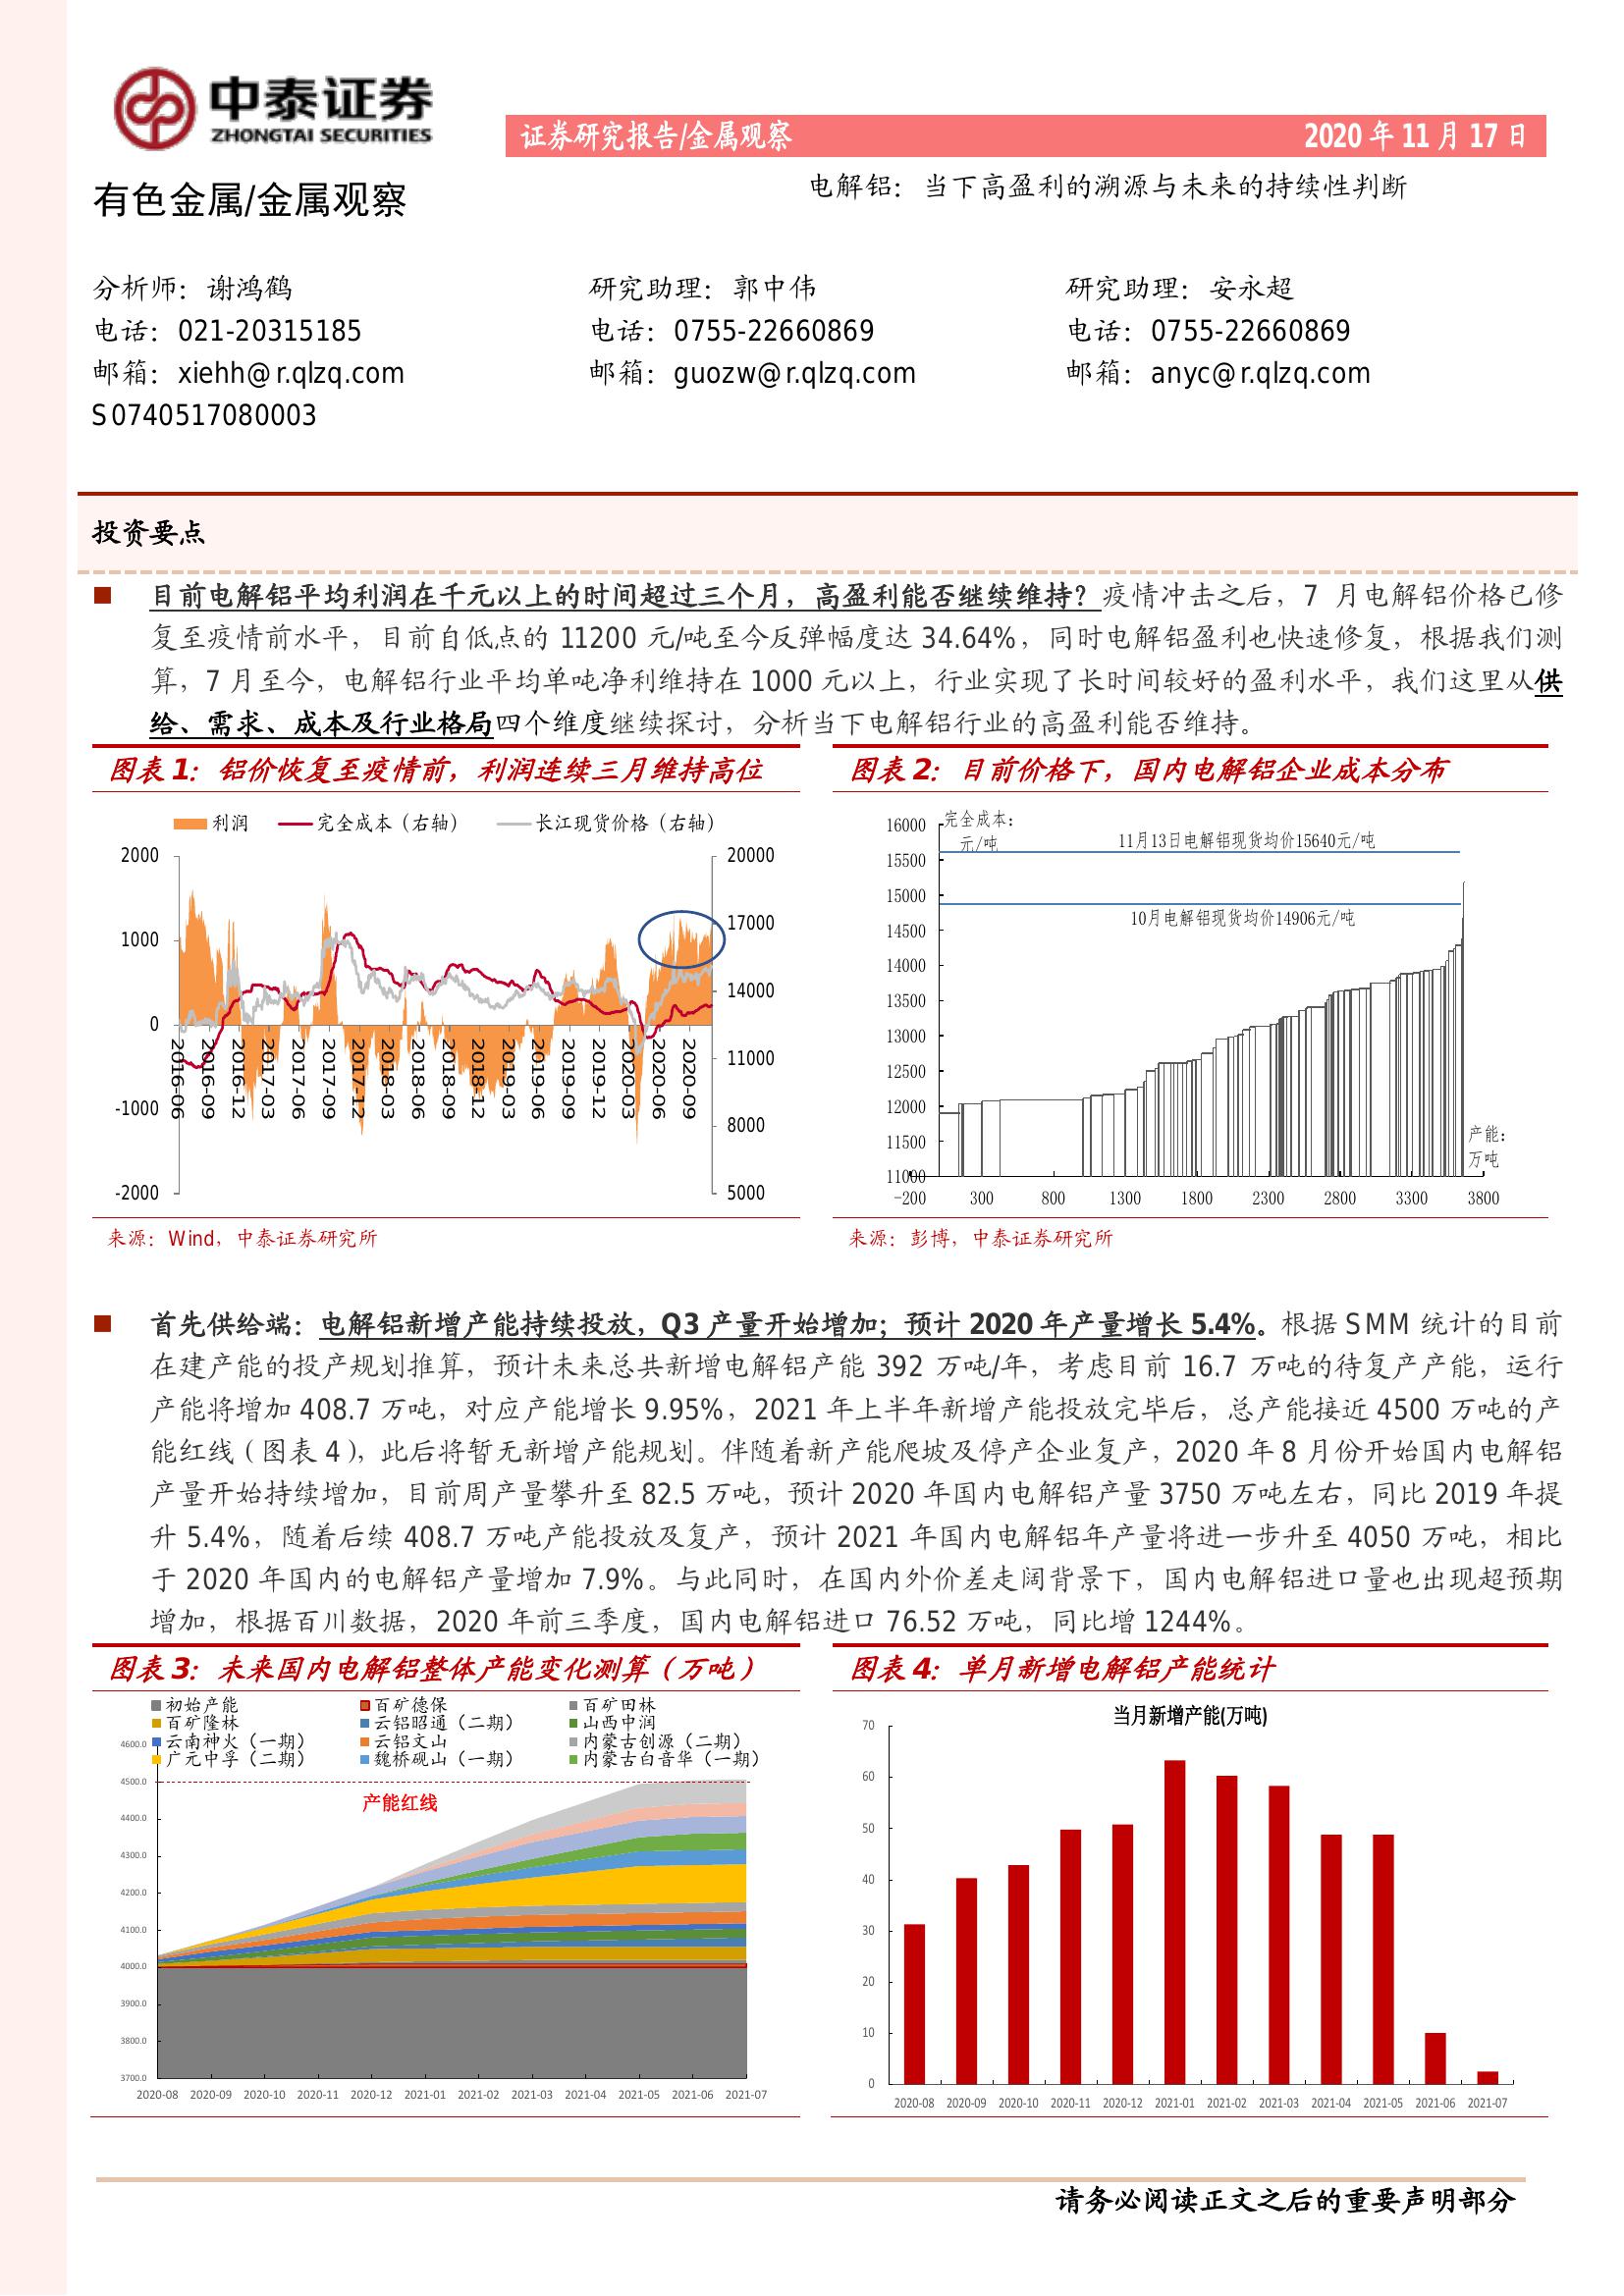 中泰证券
ZHONGTAI SECURITIES
证券研究报告/金属观察 2020 年 11 月 17 日
有色金属/金属观察
电解铝：当下高盈利的溯源与未来的持续性判断
分析师：谢鸿鹤
电话：021-20315185
邮箱：xiehh@r.qlzq.com
S0740517080003
研究助理：郭中伟
电话：0755-22660869
邮箱：guozw@r.qlzq.com
研究助理：安永超
电话：0755-22660869
邮箱：anyc@r.qlzq.com
投资要点
目前电解铝平均利润在千元以上的时间超过三个月，高盈利能否继续维持？疫情冲击之后，7 月电解铝价格已修
复至疫情前水平，目前自低点的 11200 元/吨至今反弹幅度达 34.64%，同时电解铝盈利也快速修复，根据我们测
算，7 月至今，电解铝行业平均单吨净利维持在 1000 元以上，行业实现了长时间较好的盈利水平，我们这里从供
给、需求、成本及行业格局四个维度继续探讨，分析当下电解铝行业的高盈利能否维持。
图表 1：铝价恢复至疫情前，利润连续三月维持高位
利润 完全成本（右轴） 长江现货价格（右轴）
2000
1000
0
-1000
-2000
20000
17000
14000
11000
8000
5000
2016-06 2016-09 2016-12 2017-03 2017-06 2017-09 2017-12 2018-03 2018-06 2018-09 2018-12 2019-03 2019-06 2019-09 2019-12 2020-03 2020-06 2020-09
来源：Wind，中泰证券研究所
图表 2：目前价格下，国内电解铝企业成本分布
完全成本：
元/吨
11月13日电解铝现货均价15640元/吨
10月电解铝现货均价14906元/吨
16000
15500
15000
14500
14000
13500
13000
12500
12000
11500
11000
产能：
万吨
-200 300 800 1300 1800 2300 2800 3300 3800
来源：彭博，中泰证券研究所
首先供给端：电解铝新增产能持续投放，Q3 产量开始增加；预计 2020 年产量增长 5.4%。根据 SMM 统计的目前
在建产能的投产规划推算，预计未来总共新增电解铝产能 392 万吨/年，考虑目前 16.7 万吨的待复产产能，运行
产能将增加 408.7 万吨，对应产能增长 9.95%，2021 年上半年新增产能投放完毕后，总产能接近 4500 万吨的产
能红线（图表 4），此后将暂无新增产能规划。伴随着新产能爬坡及停产企业复产，2020 年 8 月份开始国内电解铝
产量开始持续增加，目前周产量攀升至 82.5 万吨，预计 2020 年国内电解铝产量 3750 万吨左右，同比 2019 年提
升 5.4%，随着后续 408.7 万吨产能投放及复产，预计 2021 年国内电解铝年产量将进一步升至 4050 万吨，相比
于 2020 年国内的电解铝产量增加 7.9%。与此同时，在国内外价差走阔背景下，国内电解铝进口量也出现超预期
增加，根据百川数据，2020 年前三季度，国内电解铝进口 76.52 万吨，同比增 1244%。
图表 3：未来国内电解铝整体产能变化测算（万吨）
初始产能 百矿德保 百矿田林
百矿隆林 云铝昭通（二期） 山西中润
云南神火（一期） 云铝文山 内蒙古创源（二期）
广元中孚（二期） 魏桥砚山（一期） 内蒙古白音华（一期）
产能红线
4600.0
4500.0
4400.0
4300.0
4200.0
4100.0
4000.0
3900.0
3800.0
3700.0
2020-08 2020-09 2020-10 2020-11 2020-12 2021-01 2021-02 2021-03 2021-04 2021-05 2021-06 2021-07
图表 4：单月新增电解铝产能统计
当月新增产能(万吨)
70
60
50
40
30
20
10
0
2020-08 2020-09 2020-10 2020-11 2020-12 2021-01 2021-02 2021-03 2021-04 2021-05 2021-06 2021-07
请务必阅读正文之后的重要声明部分